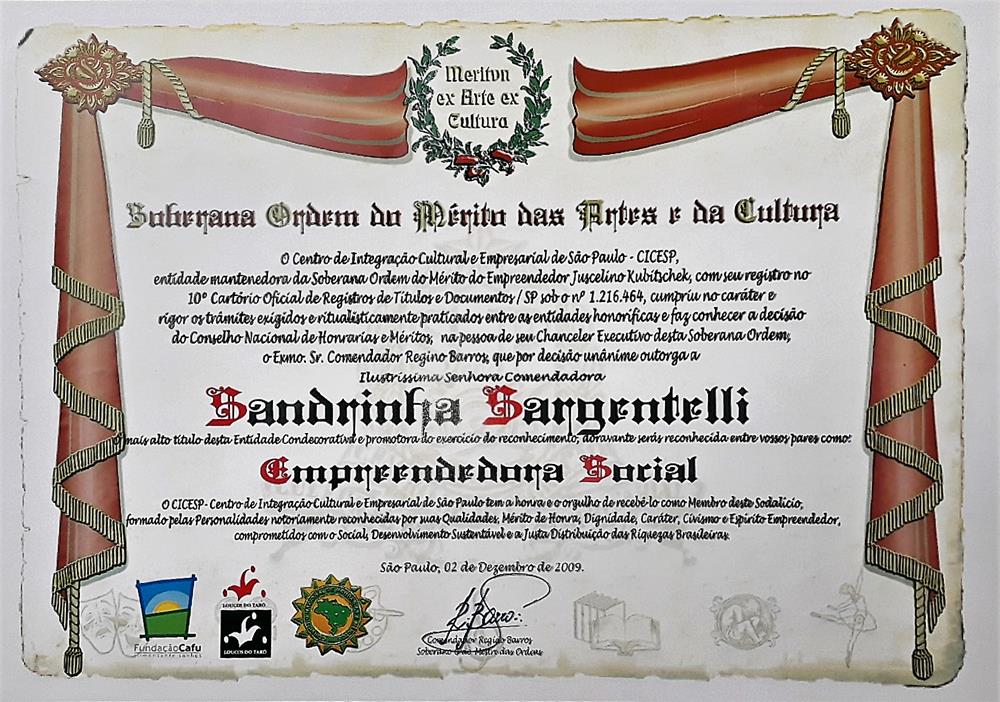 Meritvn
ex Arte ex
Cultura
Soberana Ordem do Mérito das Artes e da Cultura
O Centro de Integração Cultural e Empresarial de São Paulo - CICESP,
entidade mantenedora da Soberana Ordem do Mérito do Empreendedor Juscelino Kubitschek, com seu registro no
10º Cartório Oficial de Registros de Títulos e Documentos / SP sob o nº 1.216.464, cumpriu no caráter e
rigor os trâmites exigidos e ritualisticamente praticados entre as entidades honoríficas e faz conhecer a decisão
do Conselho Nacional de Honrarias e Méritos, na pessoa de seu Chanceler Executivo desta Soberana Ordem,
o Exmo. Sr. Comendador Regino Barros, que por decisão unânime outorga a
Ilustríssima Senhora Comendadora
Sandrinha Sargentelli
o mais alto título desta Entidade Condecorativa e promotora do exercício do reconhecimento, doravante serás reconhecida entre vossos pares como:
Empreendedora Social
O CICESP - Centro de Integração Cultural e Empresarial de São Paulo tem a honra e o orgulho de recebê-lo como Membro deste Sodalício,
formado pelas Personalidades notoriamente reconhecidas por suas Qualidades, Mérito de Honra, Dignidade, Caráter, Civismo e Espírito Empreendedor,
comprometidos com o Social, Desenvolvimento Sustentável e a Justa Distribuição das Riquezas Brasileiras.
São Paulo, 02 de Dezembro de 2009.
FundaçãoCafu
alimentando sonhos
LOUCOS DO TARÔ
LOUCOS DO TARÔ
Comendador Regino Barros
Soberano Grão-Mestre das Ordens